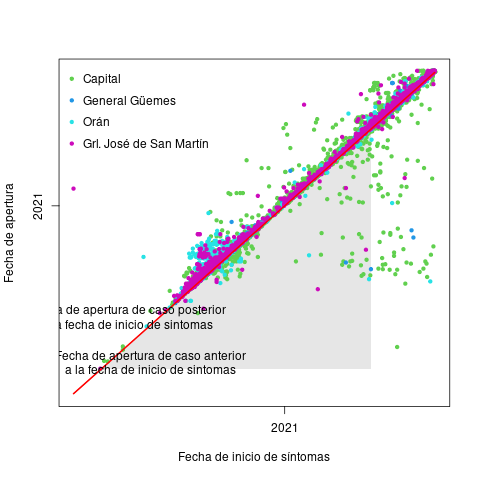 Capital
General Güemes
Orán
Grl. José de San Martín
2021
Fecha de apertura
a de apertura de caso posterior
a fecha de inicio de sintomas
Fecha de apertura de caso anterior
a la fecha de inicio de sintomas
2021
Fecha de inicio de síntomas